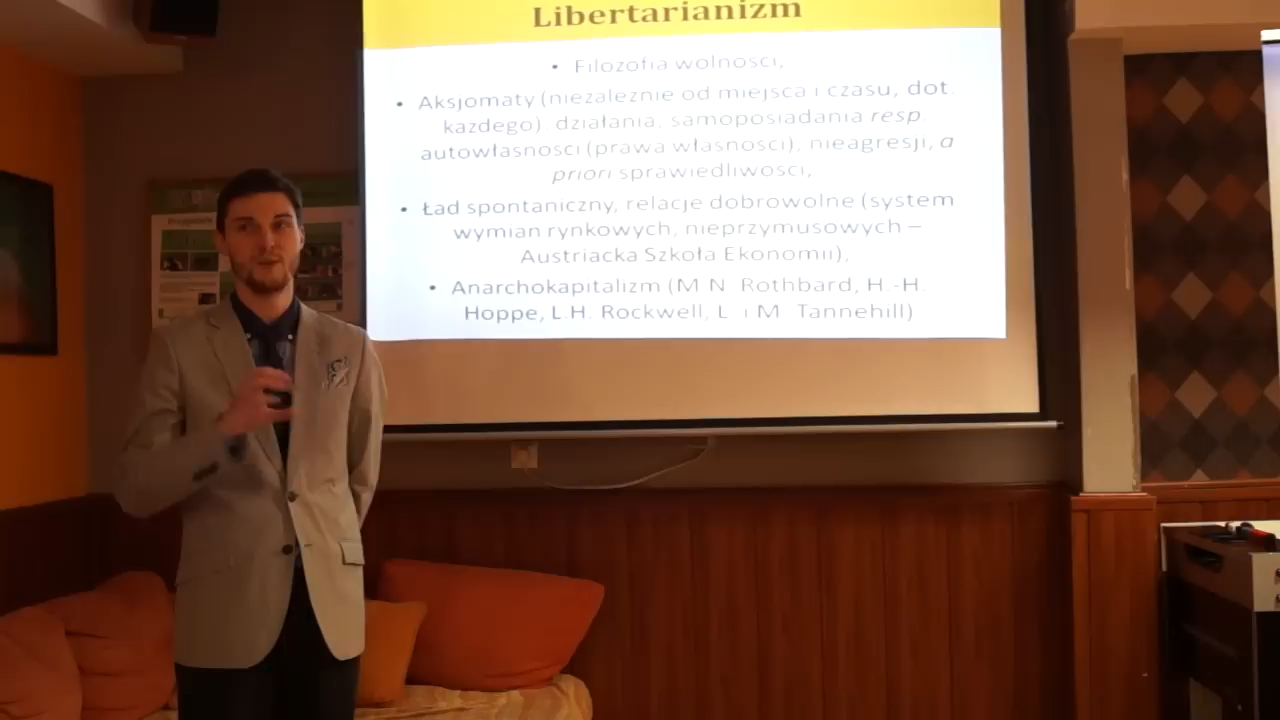 Libertarianizm
• Filozofia wolności,
• Aksjomaty (niezależnie od miejsca i czasu, dot.
każdego) działania, samoposiadania resp.
autowłasności (prawa własności), nieagresji, a
priori sprawiedliwości,
• Ład spontaniczny, relacje dobrowolne (system
wymian rynkowych, nieprzymusowych –
Austriacka Szkoła Ekonomii),
• Anarchokapitalizm (M.N. Rothbard, H.-H.
Hoppe, L.H. Rockwell, L. i M. Tannehill)